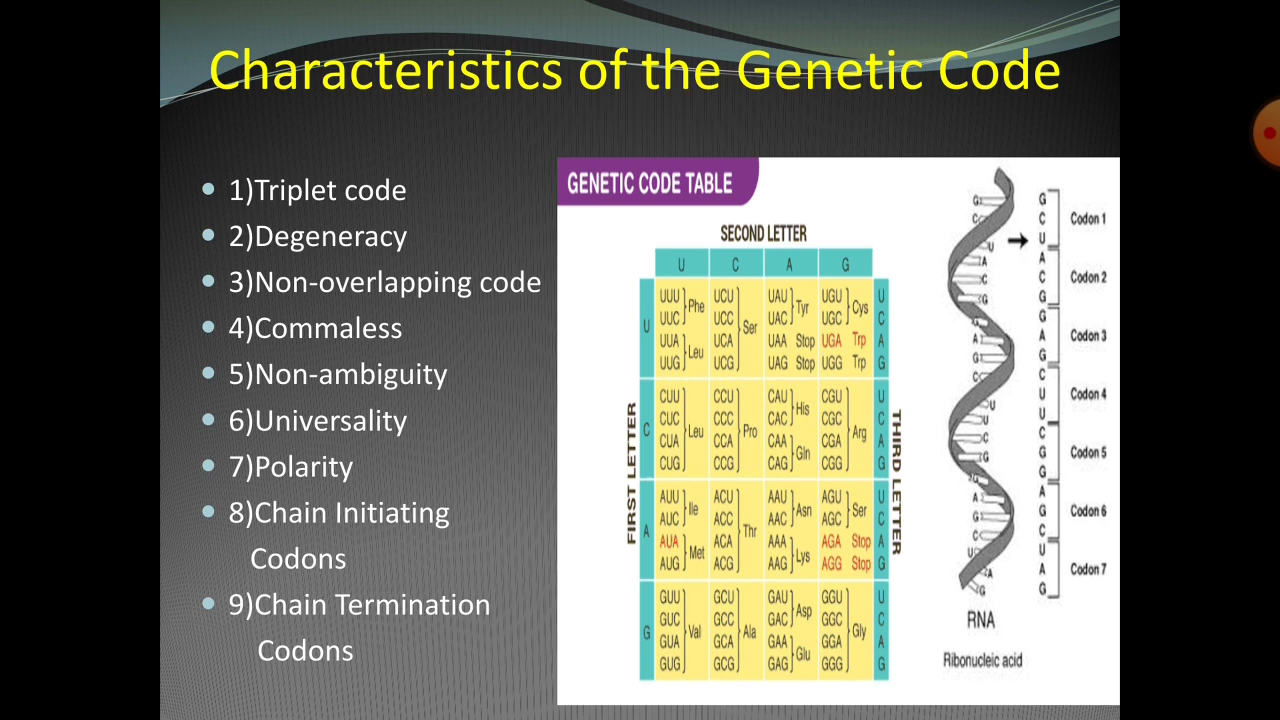 Characteristics of the Genetic Code
1)Triplet code
2)Degeneracy
3)Non-overlapping code
4)Commaless
5)Non-ambiguity
6)Universality
7)Polarity
8)Chain Initiating
Codons
9)Chain Termination
Codons
GENETIC CODE TABLE
SECOND LETTER
U C A G
FIRST LETTER
THIRD LETTER
U
UUU UCU UAU UGU U
Phe Tyr Cys
UUC UCC UAC UGC C
Ser
UUA UCA UAA Stop UGA Trp A
Leu
UUG UCG UAG Stop UGG Trp G
C
CUU CCU CAU CGU U
His
CUC CCC CAC CGC C
Leu Pro Arg
CUA CCA CAA CGA A
Gln
CUG CCG CAG CGG G
A
AUU ACU AAU AGU U
Ile Asn Ser
AUC ACC AAC AGC C
Thr
AUA ACA AAA AGA Stop A
Met Lys
AUG ACG AAG AGG Stop G
G
GUU GCU GAU GGU U
Asp
GUC GCC GAC GGC C
Val Ala Gly
GUA GCA GAA GGA A
Glu
GUG GCG GAG GGG G
G
C
U
Codon 1
A
C
G
Codon 2
G
A
G
Codon 3
C
U
U
Codon 4
C
G
G
Codon 5
A
G
C
Codon 6
U
A
G
Codon 7
RNA
Ribonucleic acid